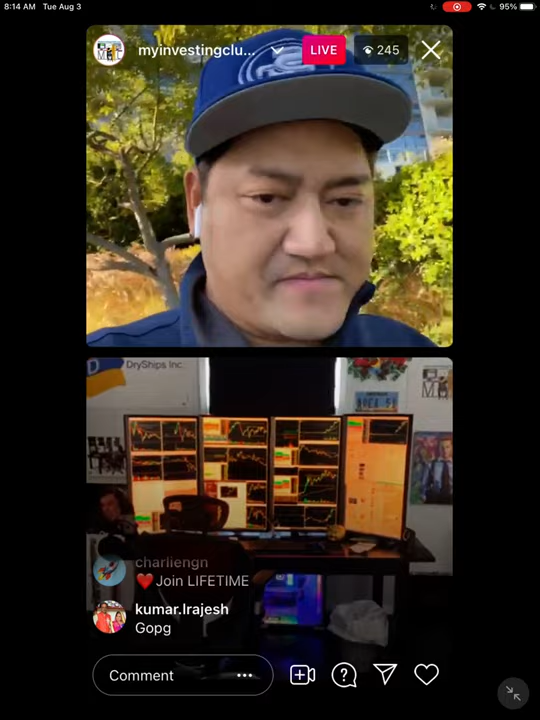 8:14 AM Tue Aug 3
95%
myinvestingclu...
LIVE
245
DryShips Inc.
charliengn
❤️Join LIFETIME
kumar.lrajesh
Gopg
Comment